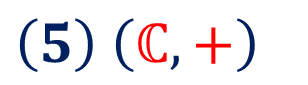 (5) (ℂ, +)